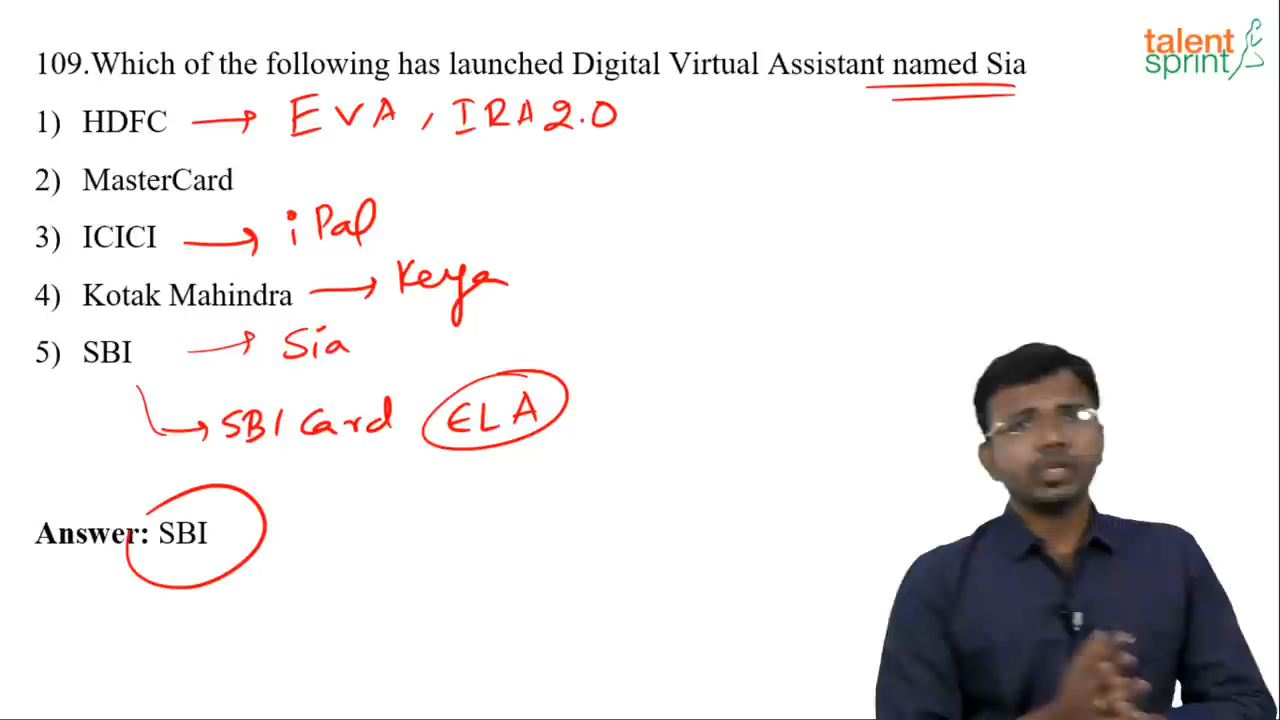 talent
sprint
109.Which of the following has launched Digital Virtual Assistant named Sia
1) HDFC → EVA, IRA 2.0
2) MasterCard
3) ICICI → iPal
4) Kotak Mahindra → Keya
5) SBI → Sia
→ SBI Card ELA
Answer: SBI